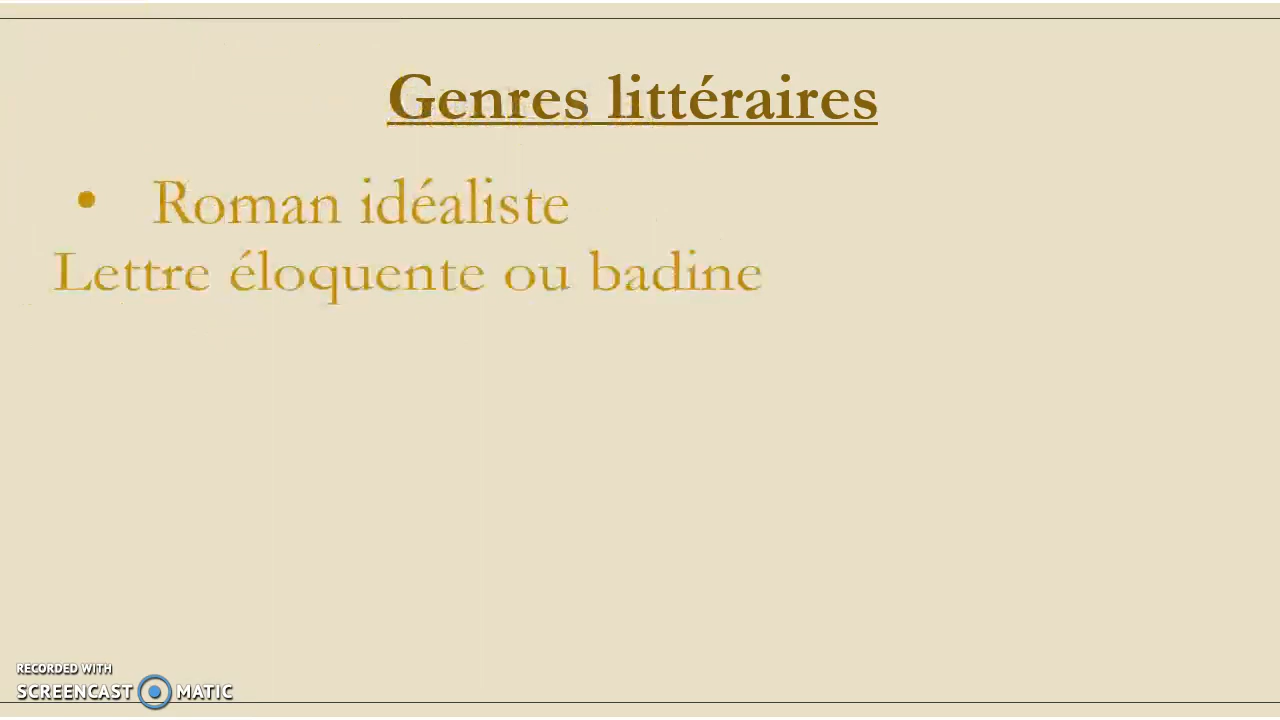 Genres littéraires
• Roman idéaliste
Lettre éloquente ou badine
RECORDED WITH
SCREENCAST MATIC